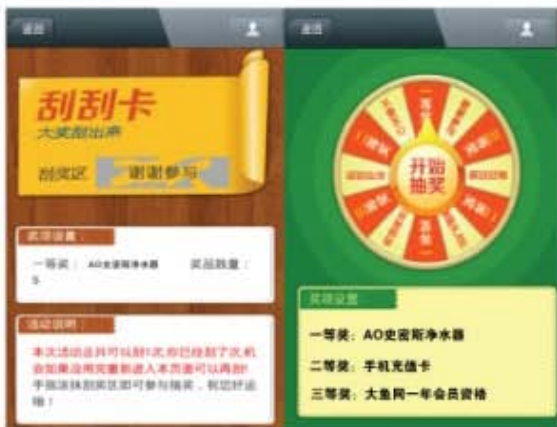 返回
刮刮卡
大奖刮出来
刮奖区 谢谢参与
奖项设置：
一等奖： AO史密斯净水器 奖品数量：
5
活动说明：
本次活动总共可以刮1次,你已经刮了次,机
会如果没用完重新进入本页面可以再刮!
手指涂抹刮奖区即可参与抽奖，祝您好运
哦！
返回
一等奖
开始
抽奖
奖项设置：
一等奖：AO史密斯净水器
二等奖：手机充值卡
三等奖：大鱼网一年会员资格